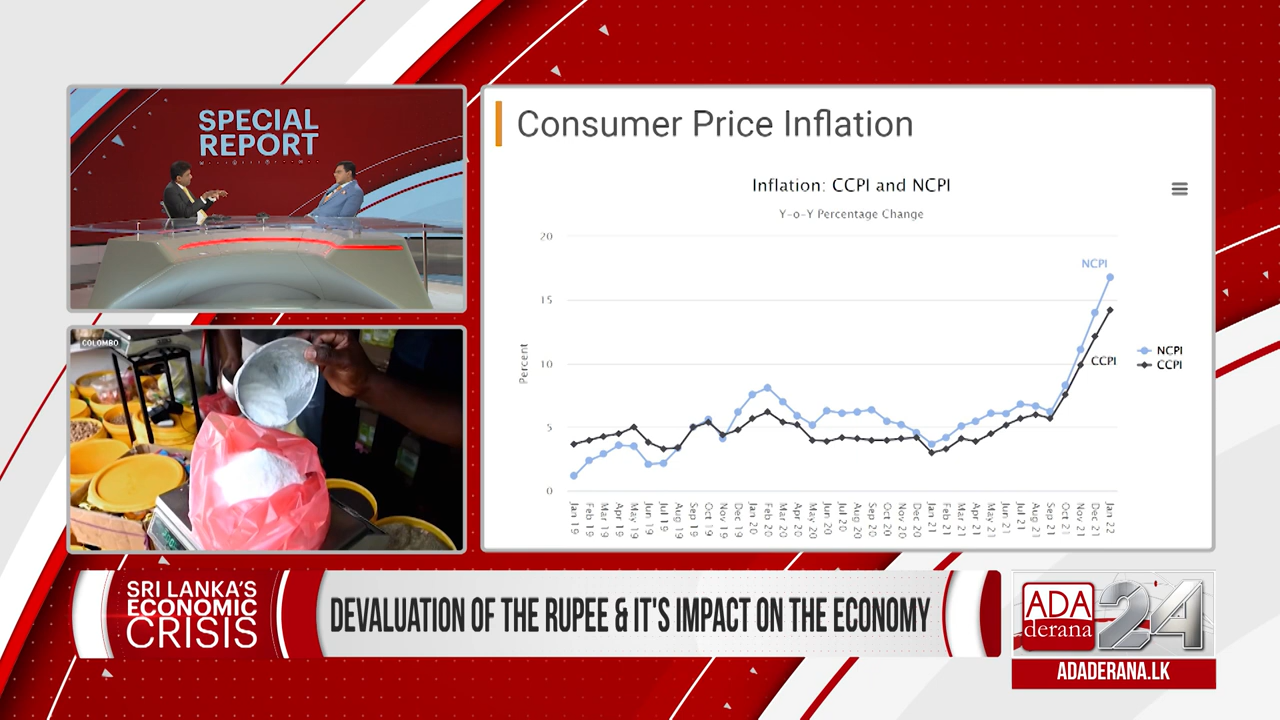 SPECIAL
REPORT
COLOMBO
Consumer Price Inflation
Inflation: CCPI and NCPI
Y-o-Y Percentage Change
20
15
10
5
0
Percent
NCPI
CCPI
NCPI
CCPI
Jan 19
Feb 19
Mar 19
Apr 19
May 19
Jun 19
Jul 19
Aug 19
Sep 19
Oct 19
Nov 19
Dec 19
Jan 20
Feb 20
Mar 20
Apr 20
May 20
Jun 20
Jul 20
Aug 20
Sep 20
Oct 20
Nov 20
Dec 20
Jan 21
Feb 21
Mar 21
Apr 21
May 21
Jun 21
Jul 21
Aug 21
Sep 21
Oct 21
Nov 21
Dec 21
Jan 22
SRI LANKA'S
ECONOMIC
CRISIS
DEVALUATION OF THE RUPEE & IT'S IMPACT ON THE ECONOMY
ADA
derana
24
ADADERANA.LK